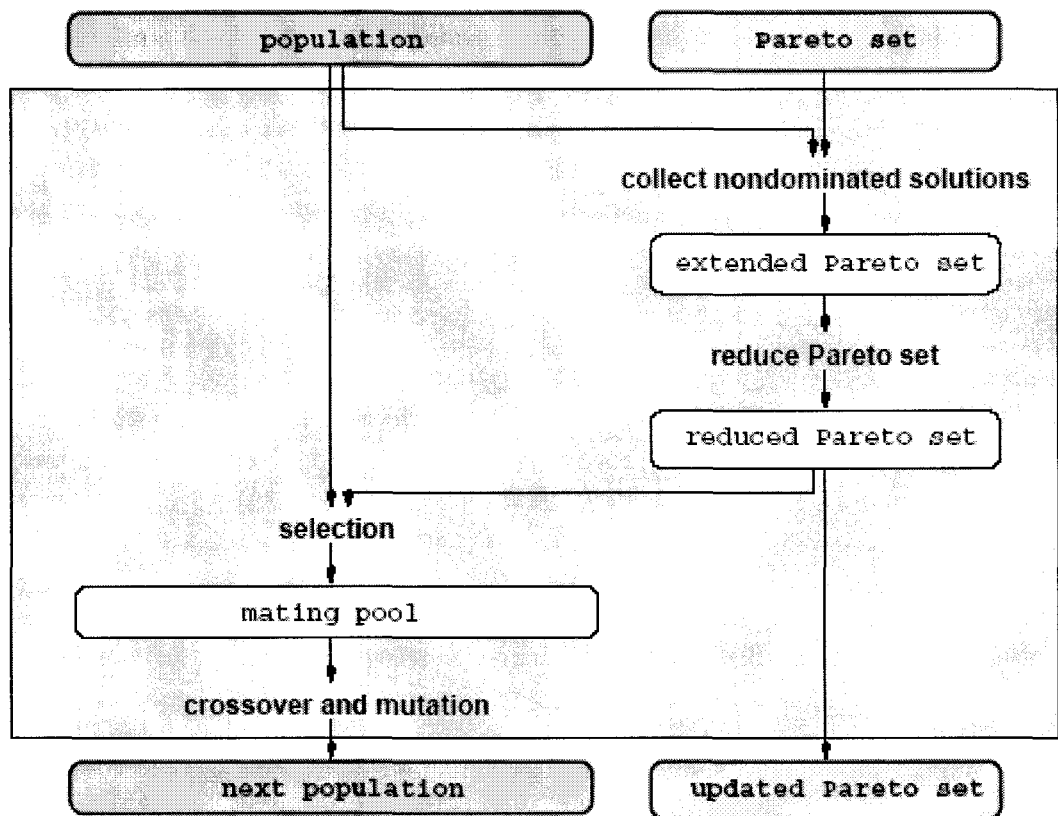 population
Pareto set
collect nondominated solutions
extended Pareto set
reduce Pareto set
reduced Pareto set
selection
mating pool
crossover and mutation
next population
updated Pareto set